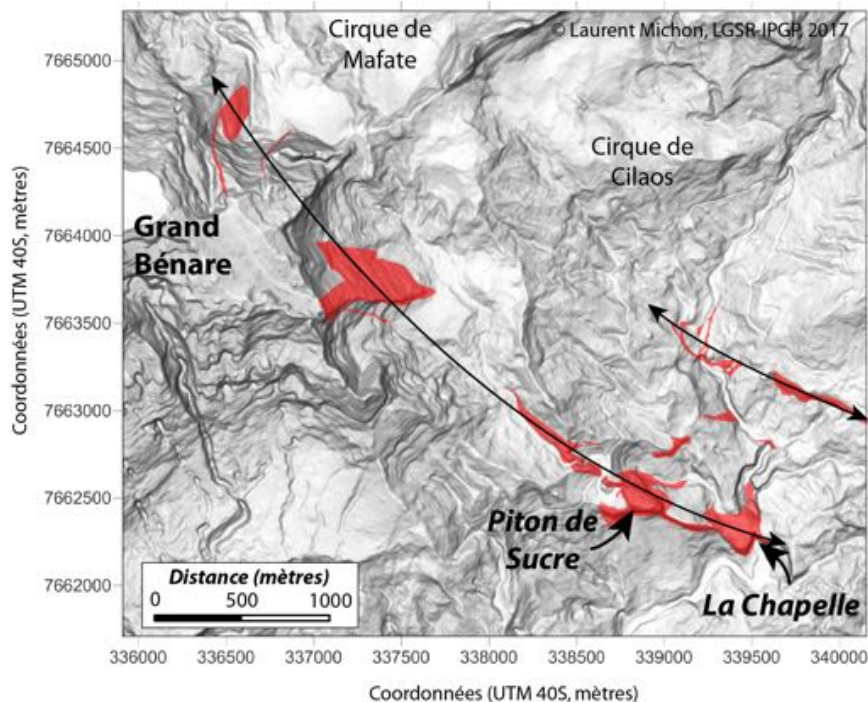 © Laurent Michon, LGSR-IPGP, 2017
Cirque de
Mafate
Cirque de
Cilaos
Grand
Bénare
Piton de
Sucre
La Chapelle
Distance (mètres)
0 500 1000
Coordonnées (UTM 40S, mètres)
7665000
7664500
7664000
7663500
7663000
7662500
7662000
336000 336500 337000 337500 338000 338500 339000 339500 340000
Coordonnées (UTM 40S, mètres)